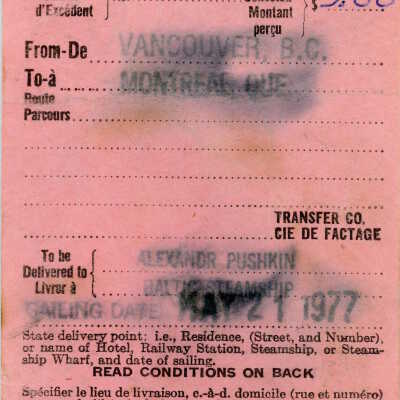 d'Excédent { Montant $
perçu
From-De VANCOUVER, B.C.
To-à MONTREAL QUE.
Route
Parcours
TRANSFER CO.
CIE DE FACTAGE
To be ALEXANDR PUSHKIN
Delivered to { BALTIC STEAMSHIP
Livrer à
SAILING DATE MAY 21 1977
State delivery point: i.e., Residence, (Street, and Number),
or name of Hotel, Railway Station, Steamship, or Steam-
ship Wharf, and date of sailing.
READ CONDITIONS ON BACK
Spécifier le lieu de livraison, c.-à-d. domicile (rue et numéro)